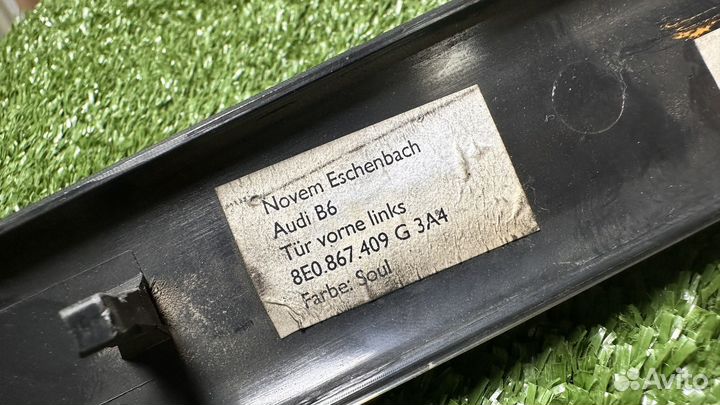 Novem Eschenbach
Audi B6
Tür vorne links
8E0.867.409 G 3A4
Farbe: Soul
Avito